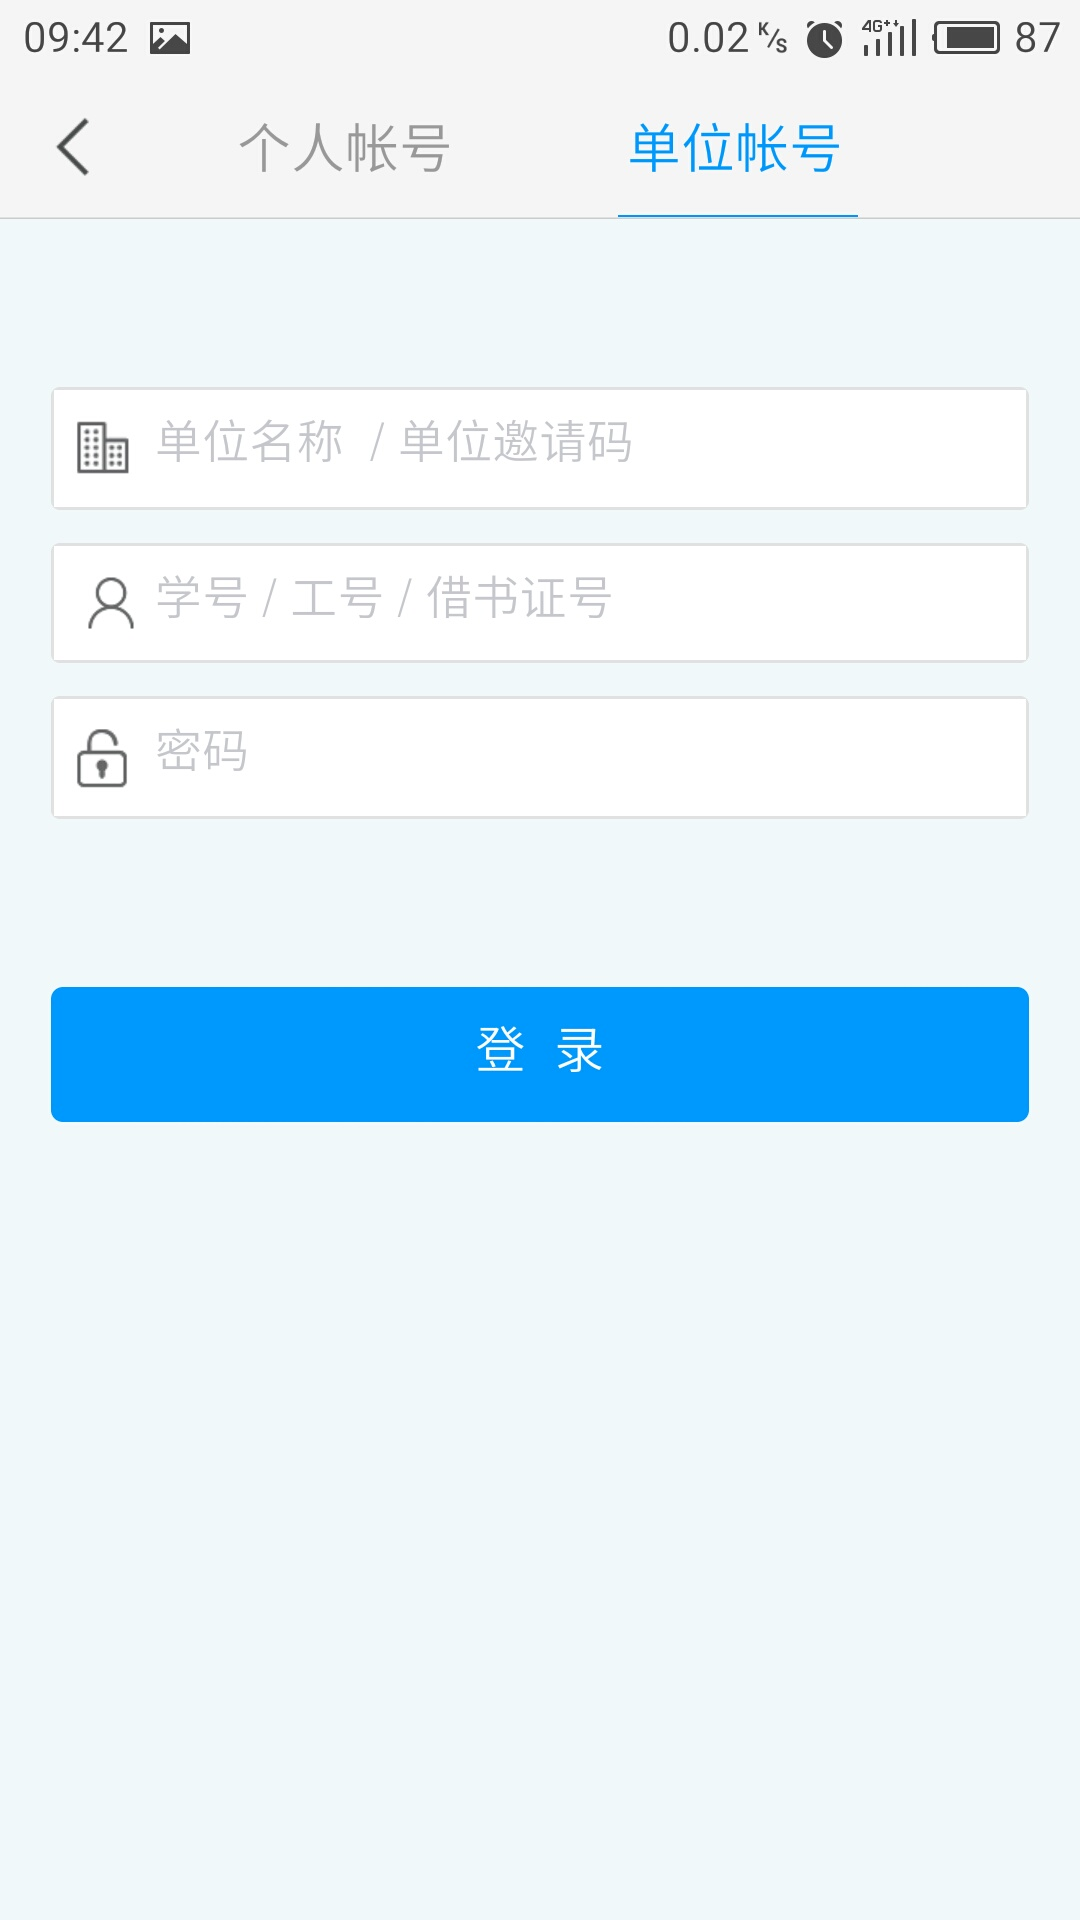 09:42 0.02 K/s 4G+ 87
个人帐号 单位帐号
单位名称 / 单位邀请码
学号 / 工号 / 借书证号
密码
登 录